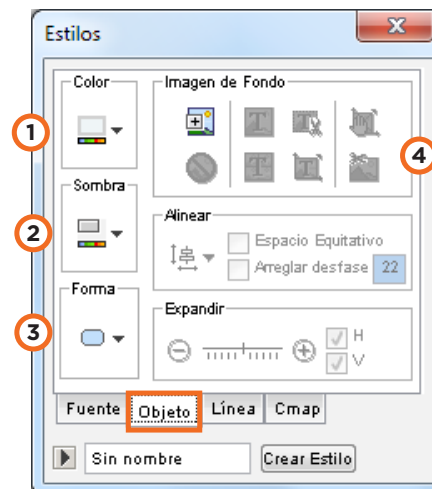 Estilos
Color
Imagen de Fondo
1
4
Sombra
2
Alinear
Espacio Equitativo
Arreglar desfase 22
Forma
3
Expandir
H
V
Fuente Objeto Línea Cmap
Sin nombre Crear Estilo